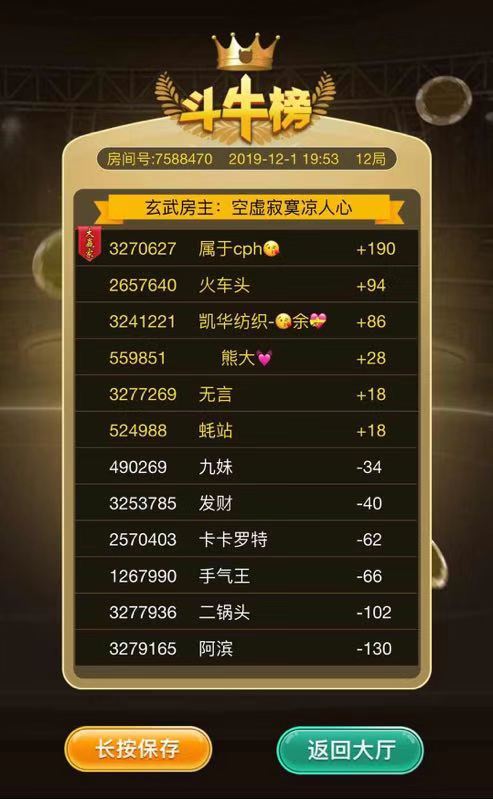 斗牛榜
房间号:7588470 2019-12-1 19:53 12局
玄武房主：空虚寂寞凉人心
大赢家
3270627 属于cph😘 +190
2657640 火车头 +94
3241221 凯华纺织-😘余💝 +86
559851 熊大💓 +28
3277269 无言 +18
524988 蚝站 +18
490269 九妹 -34
3253785 发财 -40
2570403 卡卡罗特 -62
1267990 手气王 -66
3277936 二锅头 -102
3279165 阿滨 -130
长按保存 返回大厅